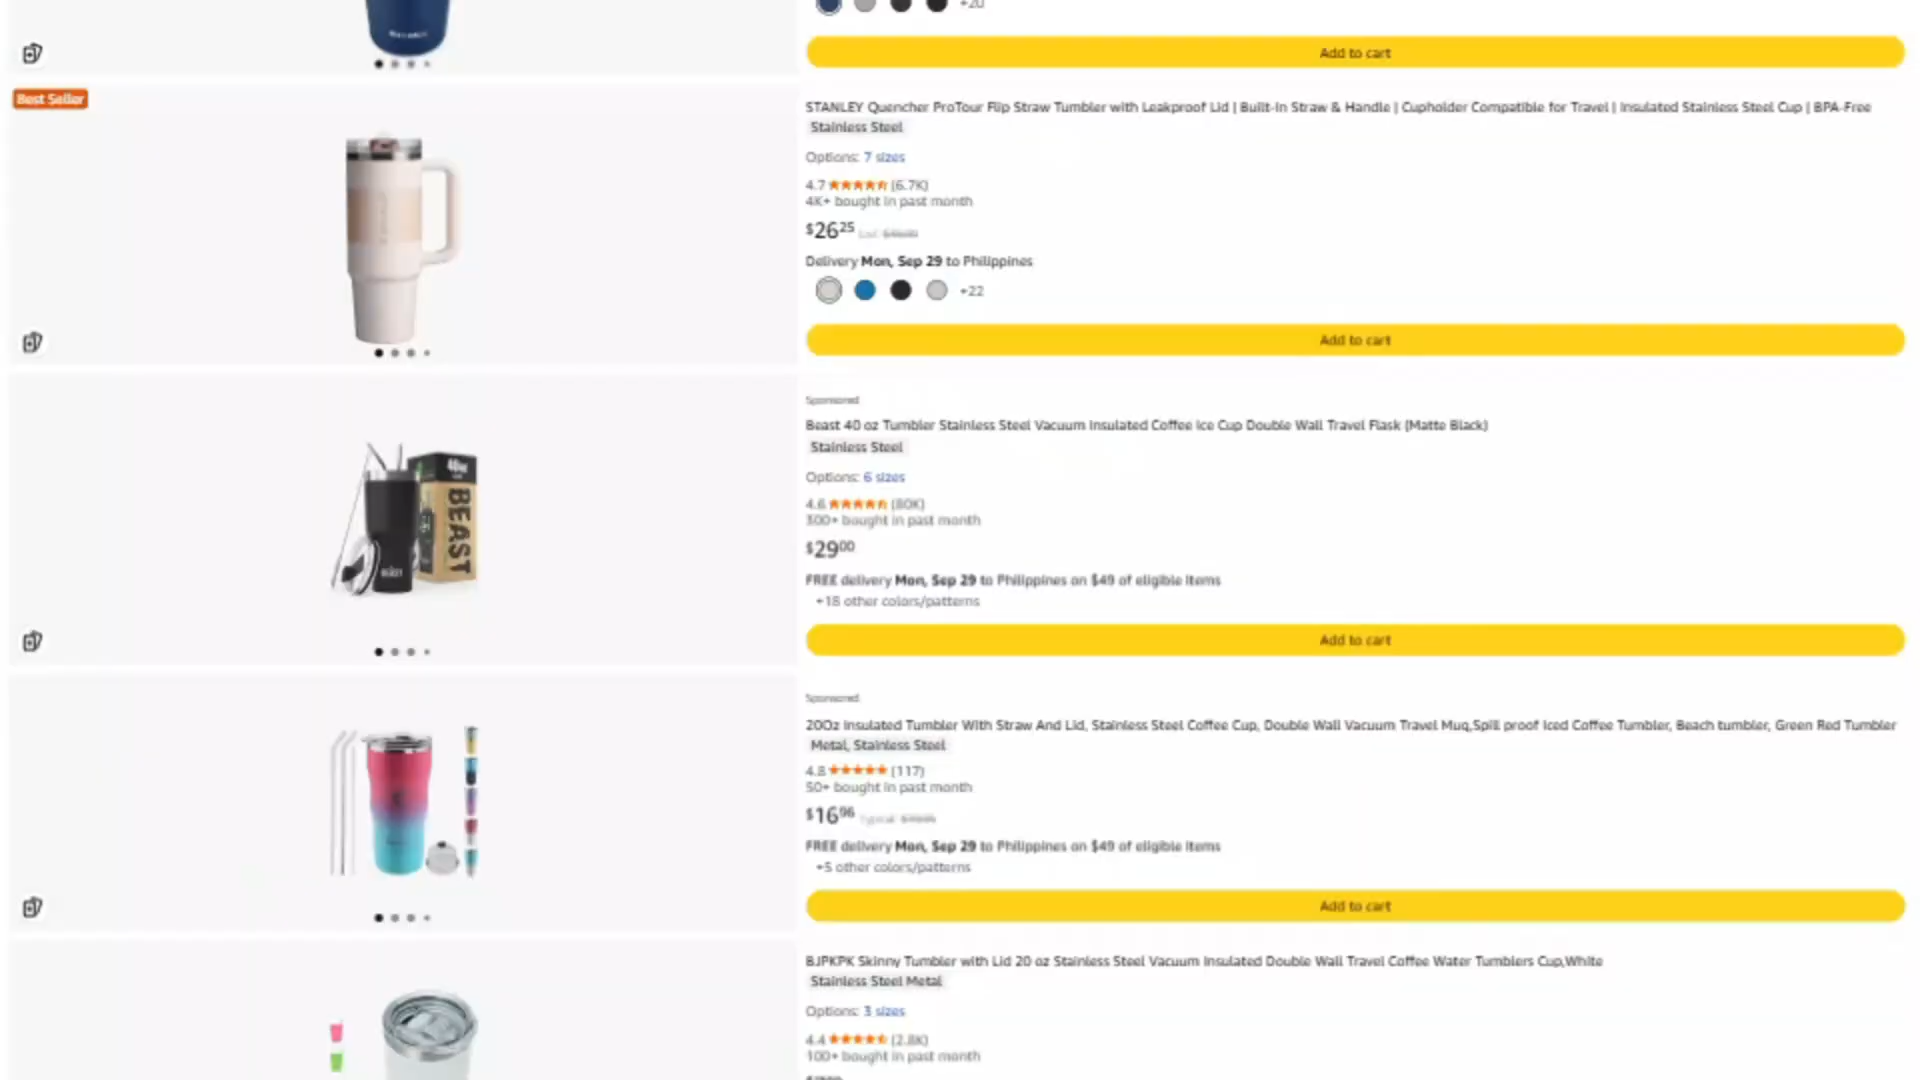 +20
Add to cart
Best Seller
STANLEY Quencher ProTour Flip Straw Tumbler with Leakproof Lid | Built-In Straw & Handle | Cupholder Compatible for Travel | Insulated Stainless Steel Cup | BPA-Free
Stainless Steel
Options: 7 sizes
4.7 (6.7K)
4K+ bought in past month
$26.25 List:
Delivery Mon, Sep 29 to Philippines
+22
Add to cart
Sponsored
Beast 40 oz Tumbler Stainless Steel Vacuum Insulated Coffee Ice Cup Double Wall Travel Flask (Matte Black)
Stainless Steel
Options: 6 sizes
4.6 (80K)
300+ bought in past month
$29.00
FREE delivery Mon, Sep 29 to Philippines on $49 of eligible items
+18 other colors/patterns
Add to cart
40oz
BEAST
BEAST
Sponsored
20Oz Insulated Tumbler With Straw And Lid, Stainless Steel Coffee Cup, Double Wall Vacuum Travel Mug,Spill proof Iced Coffee Tumbler, Beach tumbler, Green Red Tumbler
Metal, Stainless Steel
4.8 (117)
50+ bought in past month
$16.96 Typical:
FREE delivery Mon, Sep 29 to Philippines on $49 of eligible items
+5 other colors/patterns
Add to cart
BJPKPK Skinny Tumbler with Lid 20 oz Stainless Steel Vacuum Insulated Double Wall Travel Coffee Water Tumblers Cup,White
Stainless Steel Metal
Options: 3 sizes
4.4 (2.8K)
100+ bought in past month